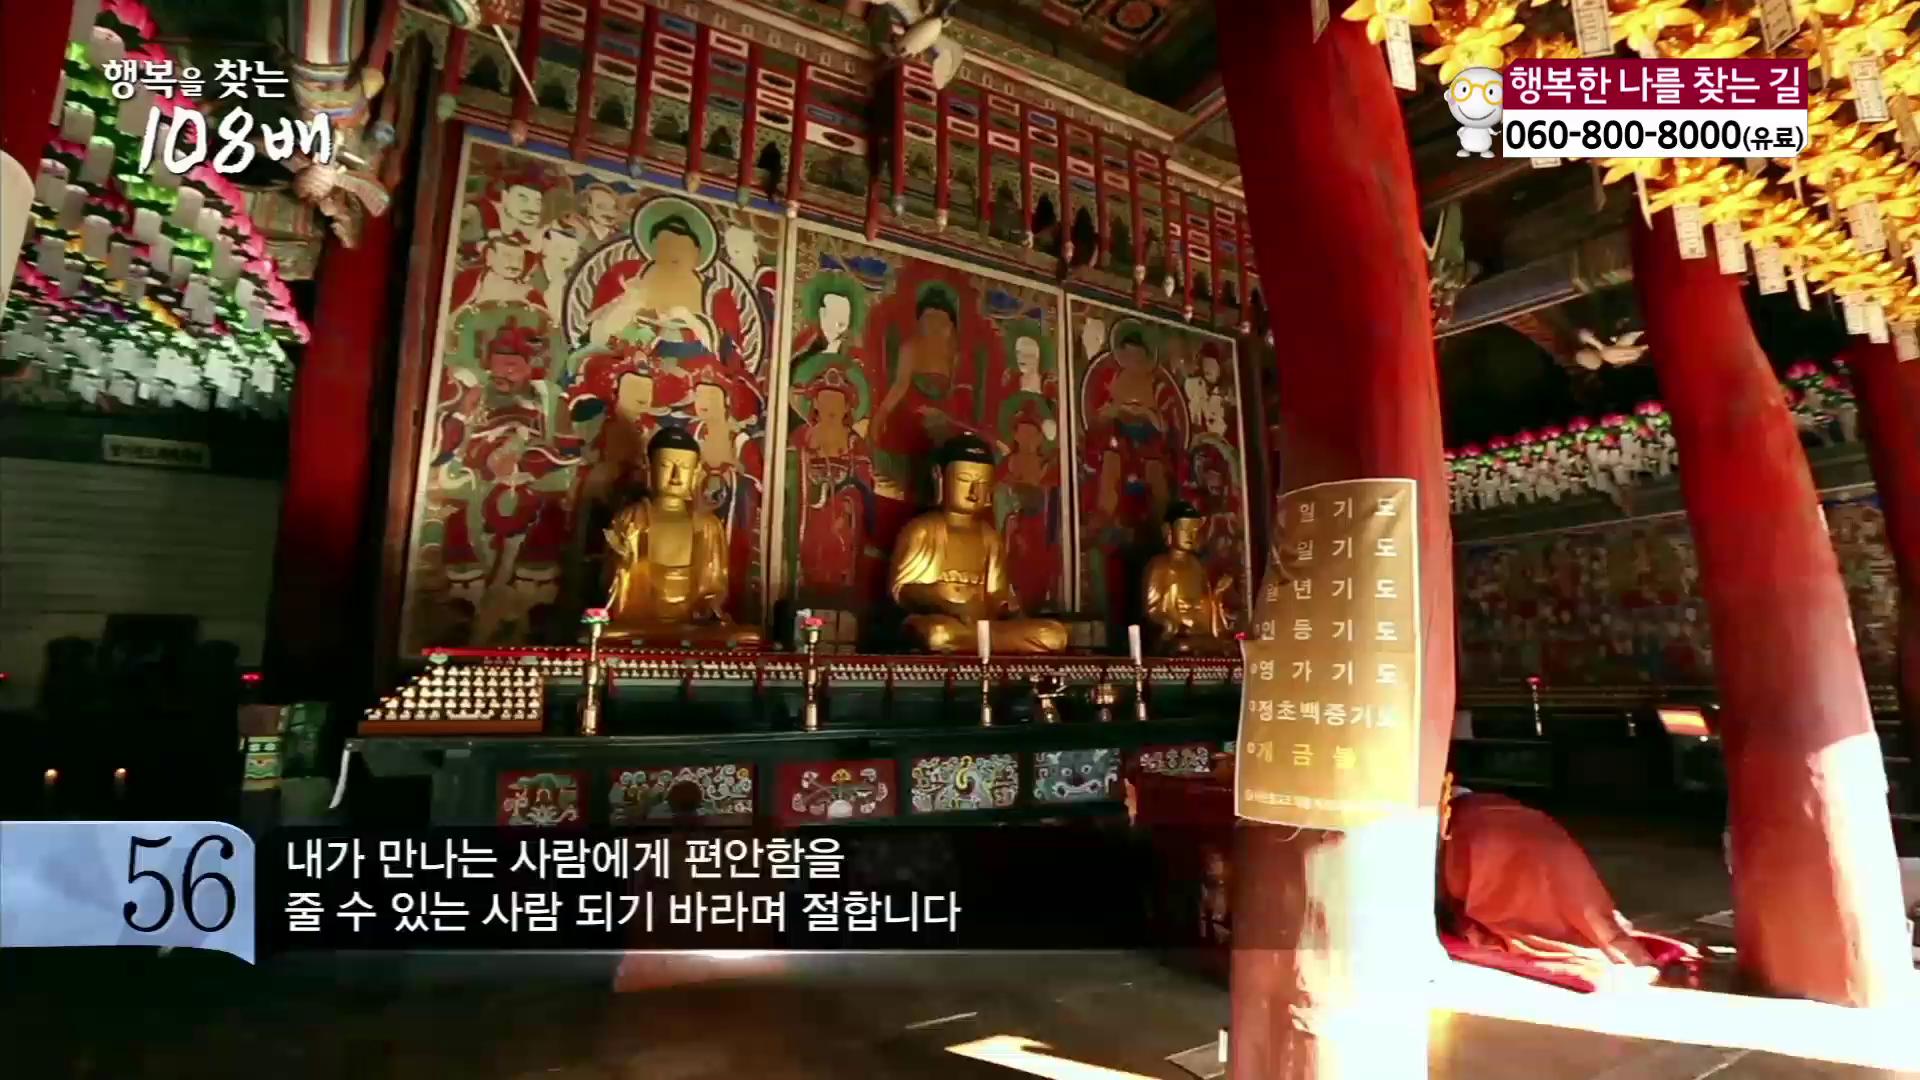 행복을 찾는
108배
행복한 나를 찾는 길
060-800-8000(유료)
일 기 도
일 기 도
년 기 도
인 등 기 도
영 가 기 도
정초백중기도
개 금 불
56
내가 만나는 사람에게 편안함을
줄 수 있는 사람 되기 바라며 절합니다